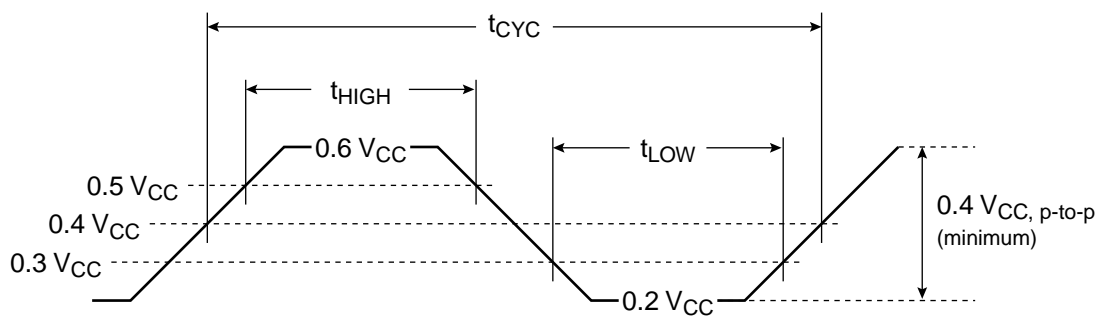 tCYC
tHIGH
0.6 VCC
tLOW
0.5 VCC
0.4 VCC
0.3 VCC
0.2 VCC
0.4 VCC, p-to-p
(minimum)